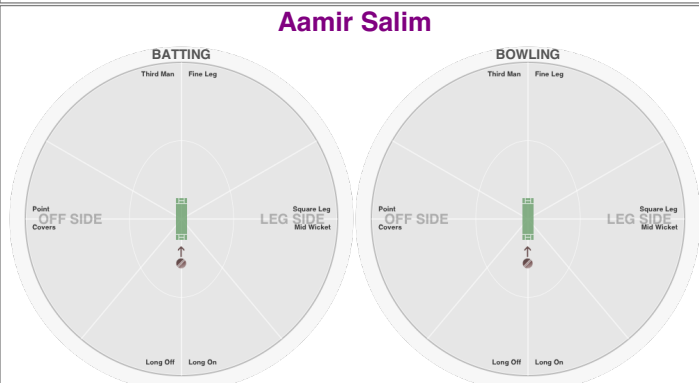 Aamir Salim
BATTING
Third Man
Fine Leg
Point
OFF SIDE
Covers
Square Leg
LEG SIDE
Mid Wicket
Long Off
Long On
BOWLING
Third Man
Fine Leg
Point
OFF SIDE
Covers
Square Leg
LEG SIDE
Mid Wicket
Long Off
Long On